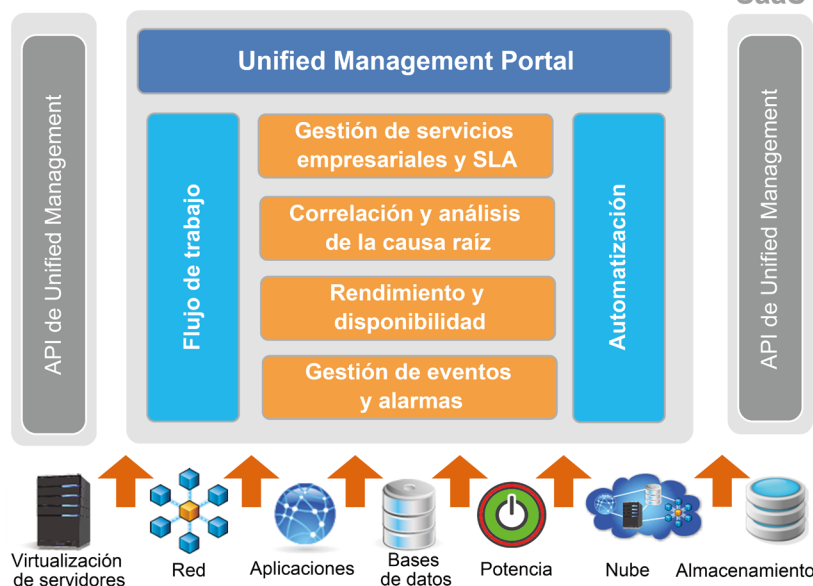 SaaS
Unified Management Portal
API de Unified Management
Flujo de trabajo
Gestión de servicios
empresariales y SLA
Correlación y análisis
de la causa raíz
Rendimiento y
disponibilidad
Gestión de eventos
y alarmas
Automatización
API de Unified Management
Virtualización
de servidores
Red
Aplicaciones
Bases
de datos
Potencia
Nube
Almacenamiento